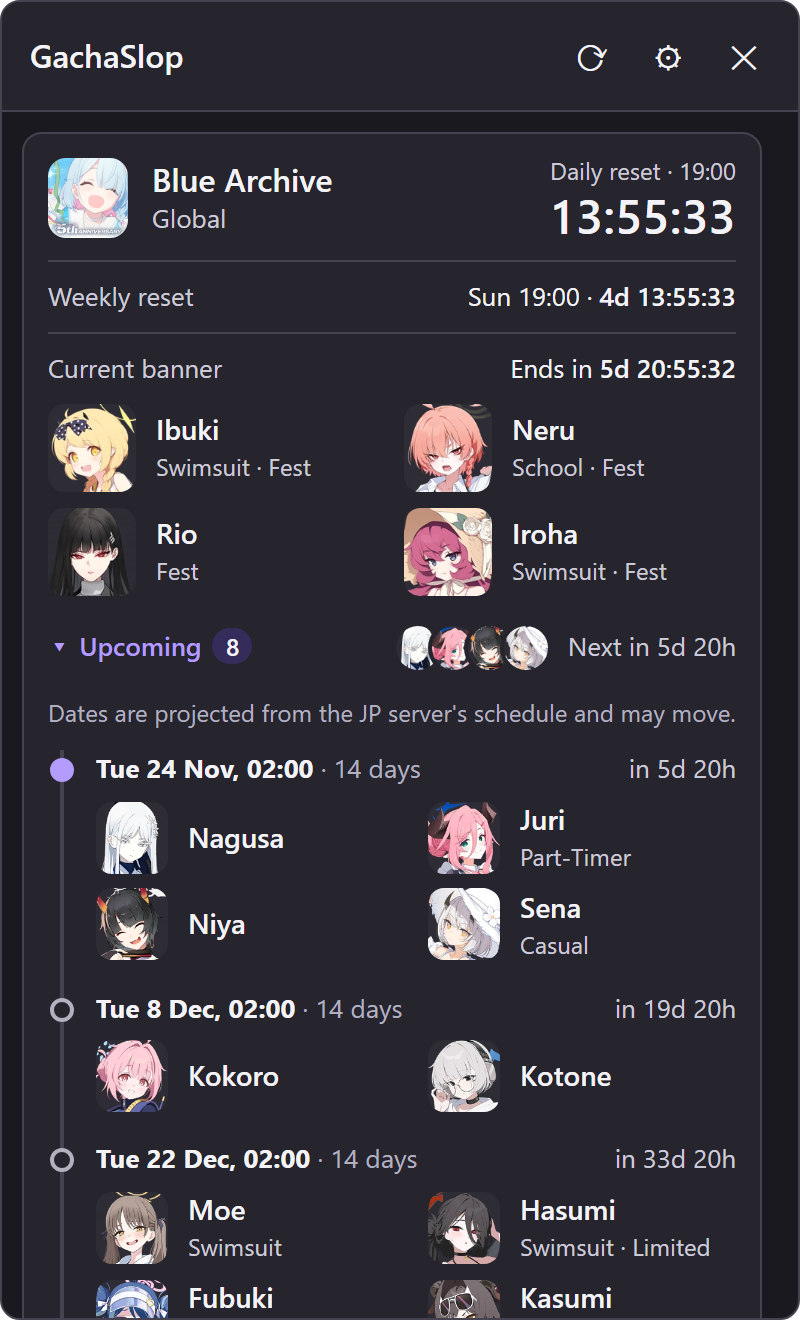 GachaSlop
Blue Archive
Global
Daily reset · 19:00
13:55:33
5th ANNIVERSARY
Weekly reset
Sun 19:00 · 4d 13:55:33
Current banner
Ends in 5d 20:55:32
Ibuki
Swimsuit · Fest
Neru
School · Fest
Rio
Fest
Iroha
Swimsuit · Fest
Upcoming 8
Next in 5d 20h
Dates are projected from the JP server's schedule and may move.
Tue 24 Nov, 02:00 · 14 days
in 5d 20h
Nagusa
Juri
Part-Timer
Niya
Sena
Casual
Tue 8 Dec, 02:00 · 14 days
in 19d 20h
Kokoro
Kotone
Tue 22 Dec, 02:00 · 14 days
in 33d 20h
Moe
Swimsuit
Hasumi
Swimsuit · Limited
Fubuki
Kasumi